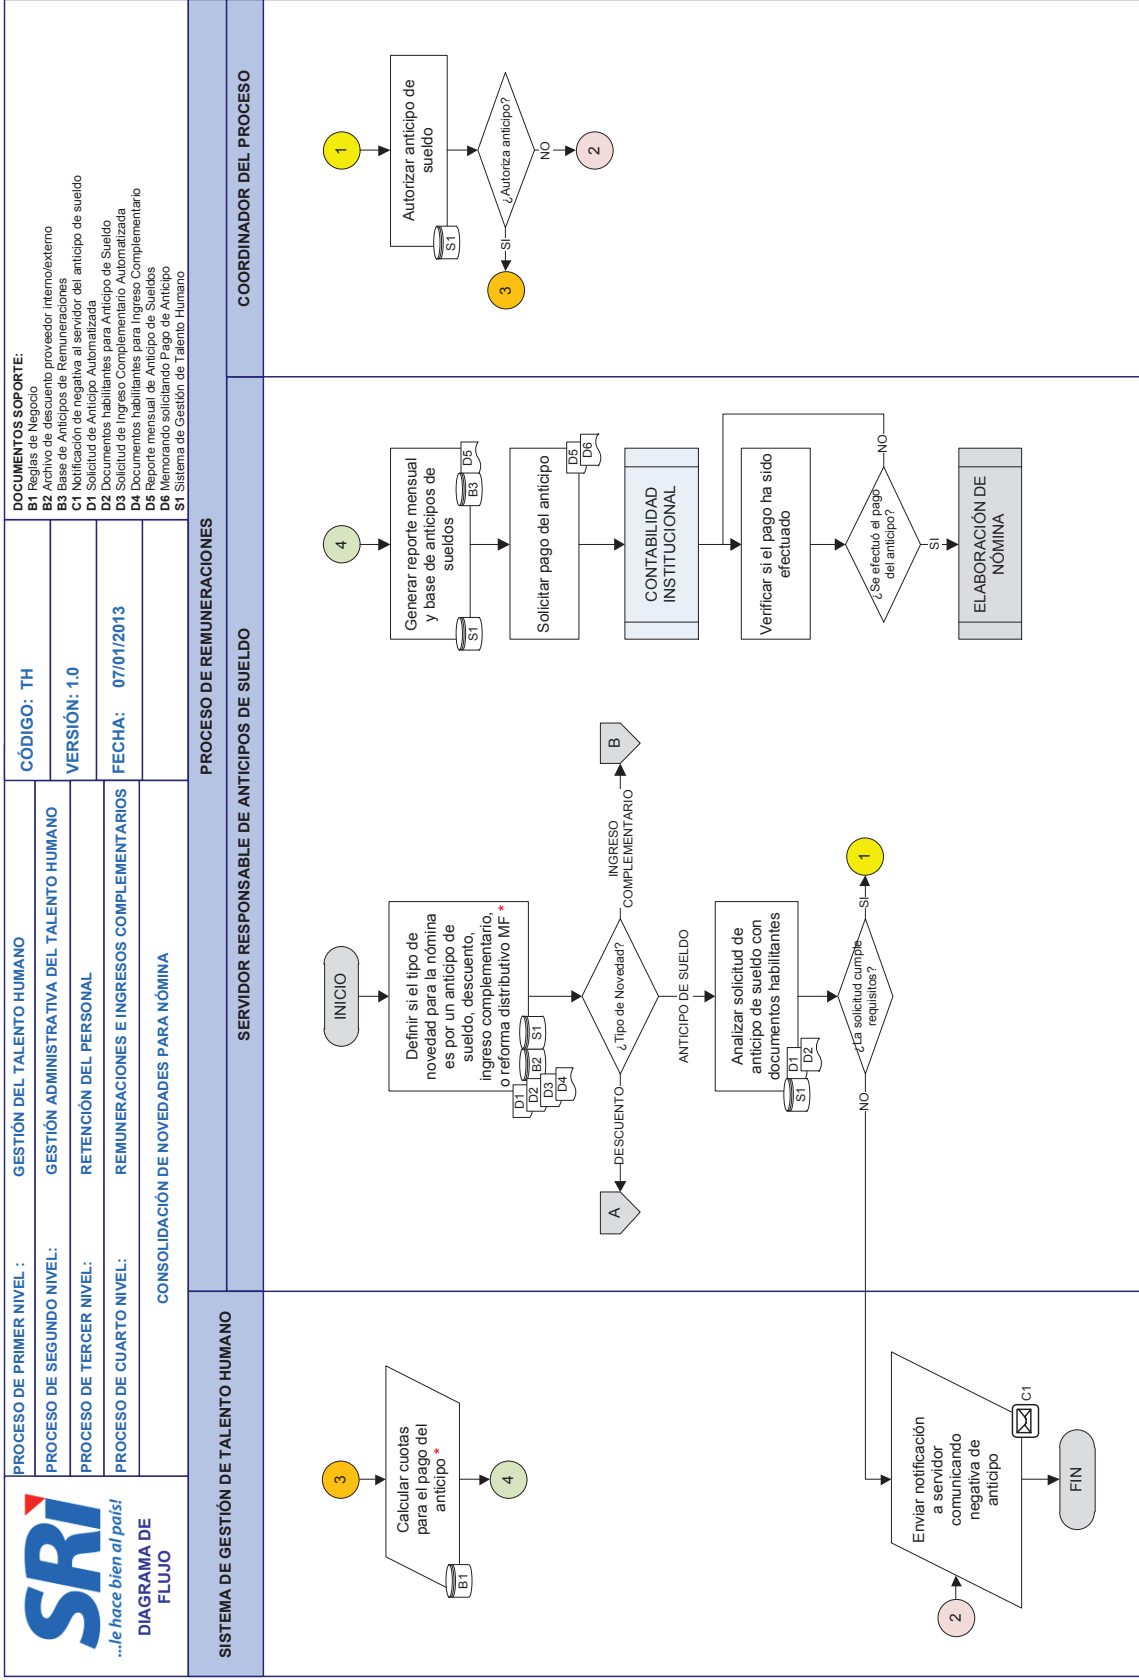 SRi
...le hace bien al país!
DIAGRAMA DE
FLUJO
PROCESO DE PRIMER NIVEL :
GESTIÓN DEL TALENTO HUMANO
PROCESO DE SEGUNDO NIVEL:
GESTIÓN ADMINISTRATIVA DEL TALENTO HUMANO
PROCESO DE TERCER NIVEL:
RETENCIÓN DEL PERSONAL
PROCESO DE CUARTO NIVEL:
REMUNERACIONES E INGRESOS COMPLEMENTARIOS
CONSOLIDACIÓN DE NOVEDADES PARA NÓMINA
CÓDIGO: TH
VERSIÓN: 1.0
FECHA: 07/01/2013
DOCUMENTOS SOPORTE:
B1 Reglas de Negocio
B2 Archivo de descuento proveedor interno/externo
B3 Base de Anticipos de Remuneraciones
C1 Notificación de negativa al servidor del anticipo de sueldo
D1 Solicitud de Anticipo Automatizada
D2 Documentos habilitantes para Anticipo de Sueldo
D3 Solicitud de Ingreso Complementario Automatizada
D4 Documentos habilitantes para Ingreso Complementario
D5 Reporte mensual de Anticipo de Sueldos
D6 Memorando solicitando Pago de Anticipo
S1 Sistema de Gestión de Talento Humano
PROCESO DE REMUNERACIONES
SISTEMA DE GESTIÓN DE TALENTO HUMANO
SERVIDOR RESPONSABLE DE ANTICIPOS DE SUELDO
COORDINADOR DEL PROCESO
3
Calcular cuotas
para el pago del
anticipo *
B1
4
2
Enviar notificación
a servidor
comunicando
negativa de
anticipo
C1
FIN
INICIO
Definir si el tipo de
novedad para la nómina
es por un anticipo de
sueldo, descuento,
ingreso complementario,
o reforma distributivo MF *
D1
D2
D3
D4
B2
S1
¿Tipo de Novedad?
DESCUENTO
A
INGRESO
COMPLEMENTARIO
B
ANTICIPO DE SUELDO
Analizar solicitud de
anticipo de sueldo con
documentos habilitantes
S1
D1
D2
¿La solicitud cumple
requisitos?
NO
SI
1
4
Generar reporte mensual
y base de anticipos de
sueldos
S1
B3
D5
Solicitar pago del anticipo
D5
D6
CONTABILIDAD
INSTITUCIONAL
Verificar si el pago ha sido
efectuado
¿Se efectuó el pago
del anticipo?
NO
SI
ELABORACIÓN DE
NÓMINA
1
Autorizar anticipo de
sueldo
S1
¿Autoriza anticipo?
SI
3
NO
2